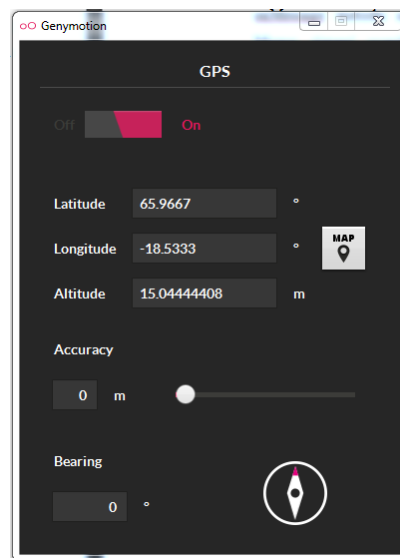 Genymotion
GPS
Off On
Latitude 65.9667 °
Longitude -18.5333 ° MAP
Altitude 15.04444408 m
Accuracy
0 m
Bearing
0 °